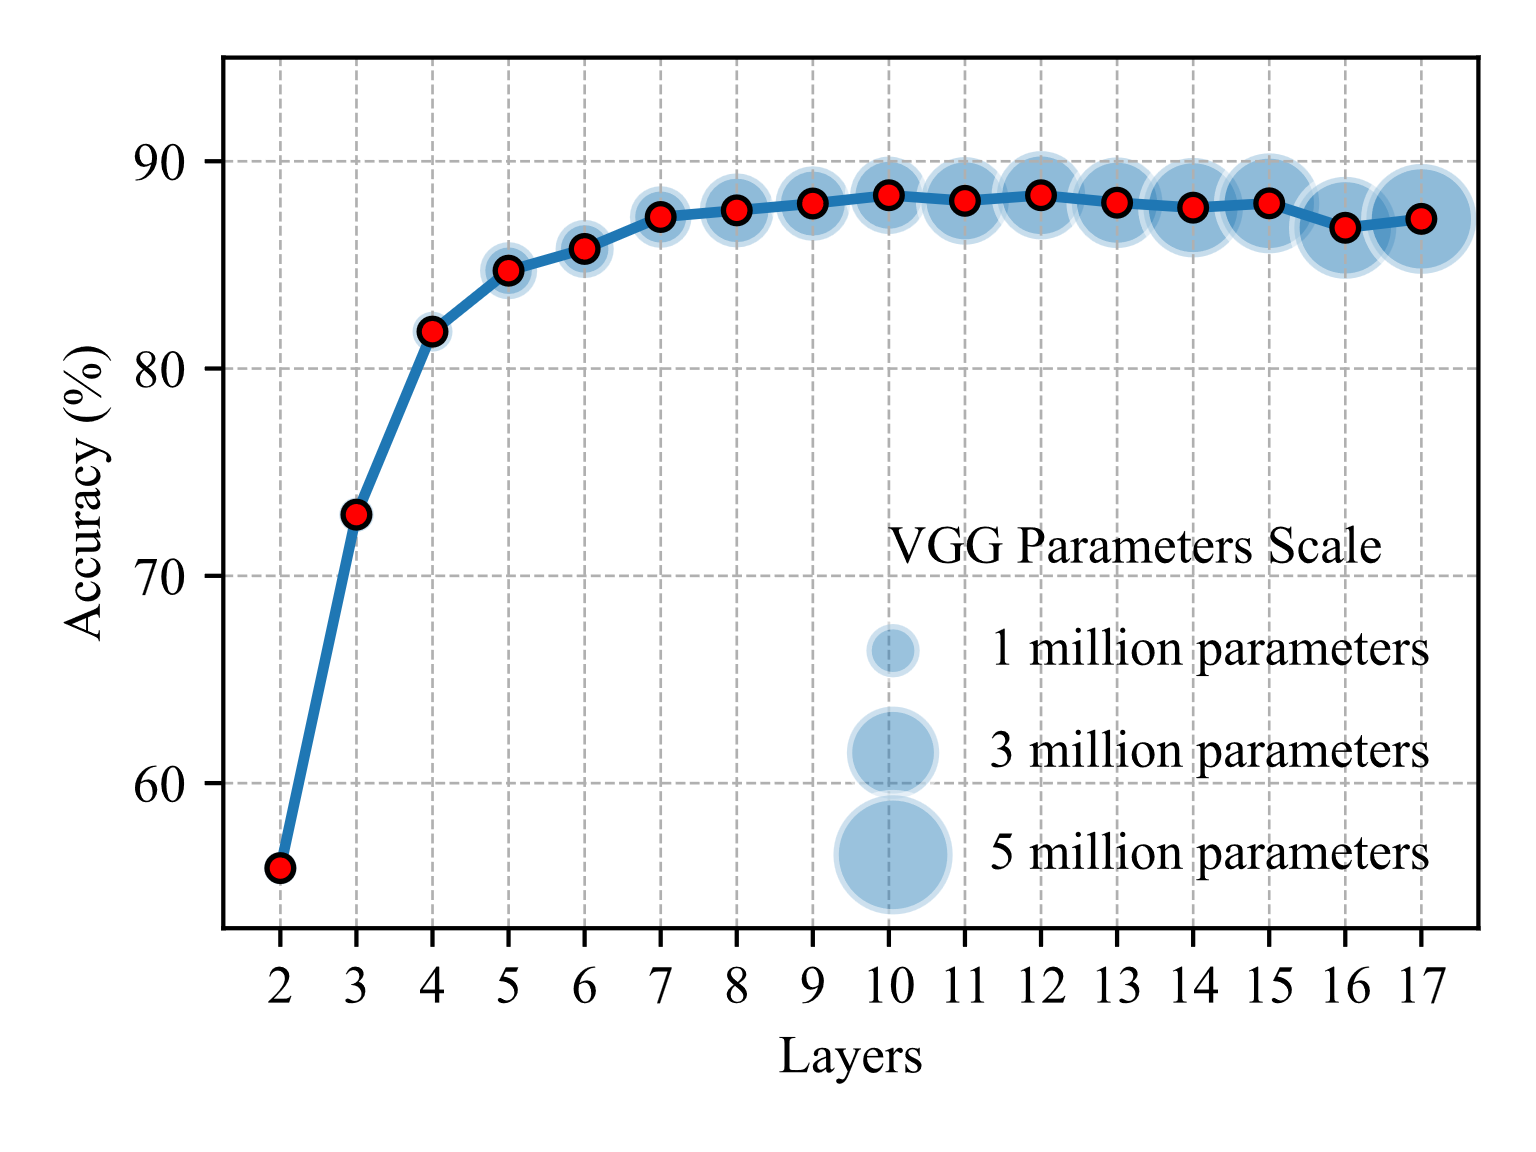 90
80
70
60
Accuracy (%)
VGG Parameters Scale
1 million parameters
3 million parameters
5 million parameters
2 3 4 5 6 7 8 9 10 11 12 13 14 15 16 17
Layers